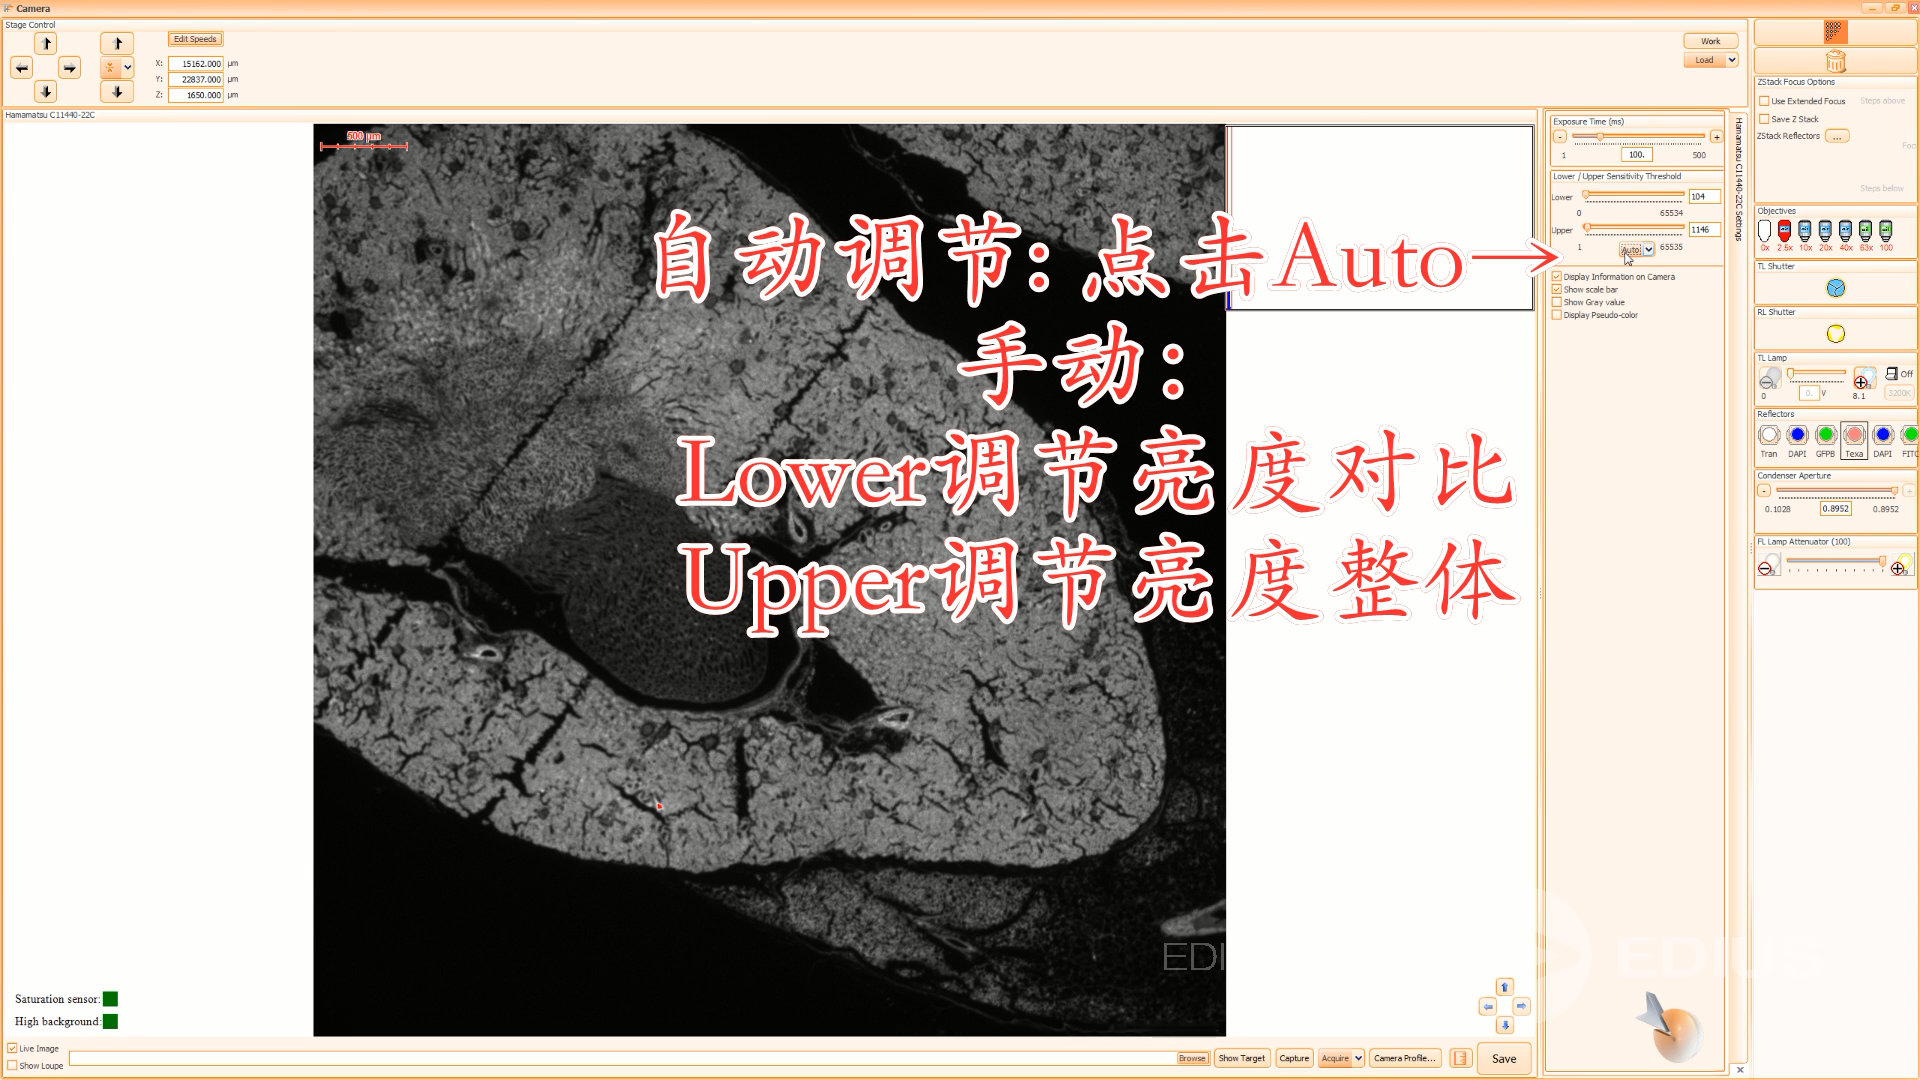 Camera
Stage Control
Edit Speeds
X: 15162.000 µm
Y: 22837.000 µm
Z: 1650.000 µm
Work
Load
Hamamatsu C11440-22C
500 µm
自动调节:点击Auto→
手动:
Lower调节亮度对比
Upper调节亮度整体
Exposure Time (ms)
- +
1 100. 500
Lower / Upper Sensitivity Threshold
Lower 104
0 65534
Upper 1146
1 Auto 65535
Display Information on Camera
Show scale bar
Show Gray value
Display Pseudo-color
Hamamatsu C11440-22C Settings
ZStack Focus Options
Use Extended Focus Steps above
Save Z Stack
ZStack Reflectors ...
Foc
Steps below
Objectives
0x 2.5x 10x 20x 40x 63x 100
TL Shutter
RL Shutter
TL Lamp
Off
0 0. V 8.1 3200K
Reflectors
Tran DAPI GFPB Texa DAPI FITC
Condenser Aperture
- +
0.1028 0.8952 0.8952
FL Lamp Attenuator (100)
EDI
EDIUS
Saturation sensor:
High background:
Live Image
Show Loupe
Browse Show Target Capture Acquire Camera Profile... Save